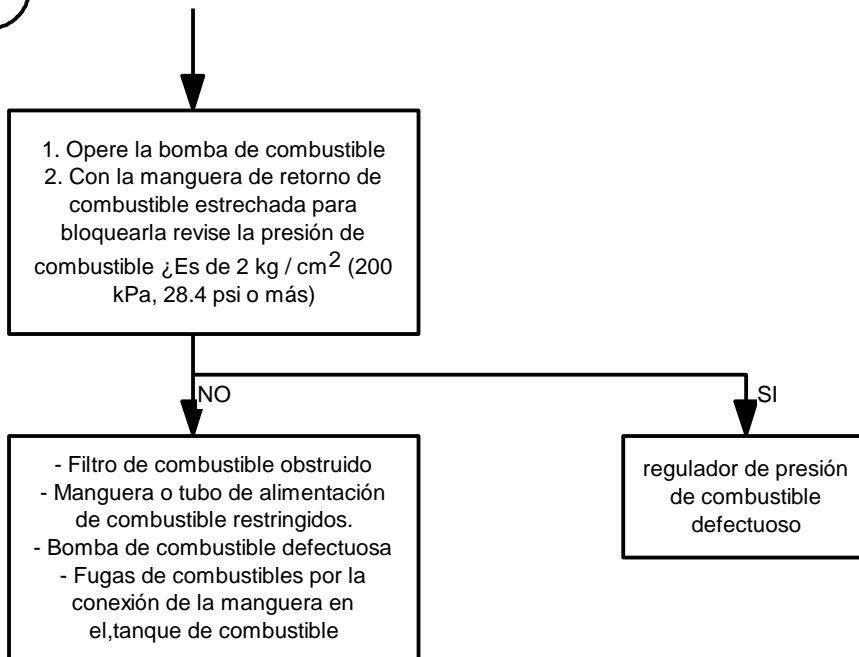 1. Opere la bomba de combustible
2. Con la manguera de retorno de
combustible estrechada para
bloquearla revise la presión de
combustible ¿Es de 2 kg / cm2 (200
kPa, 28.4 psi o más)
NO
SI
- Filtro de combustible obstruido
- Manguera o tubo de alimentación
de combustible restringidos.
- Bomba de combustible defectuosa
- Fugas de combustibles por la
conexión de la manguera en
el,tanque de combustible
regulador de presión
de combustible
defectuoso